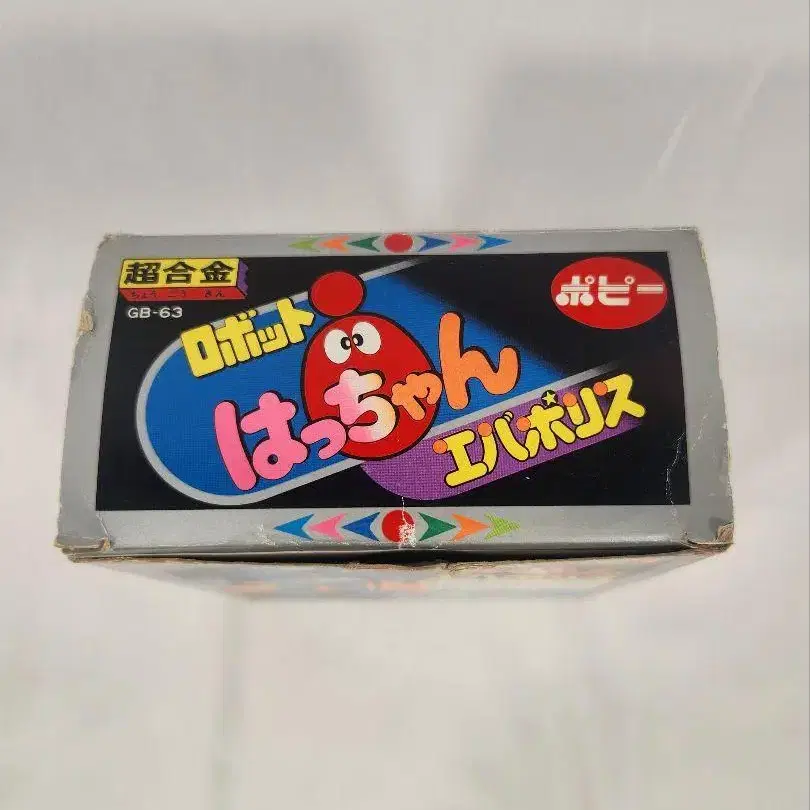 超合金
ちょうごうきん
ポピー
GB-63
ロボット
はっちゃん
エバポリス